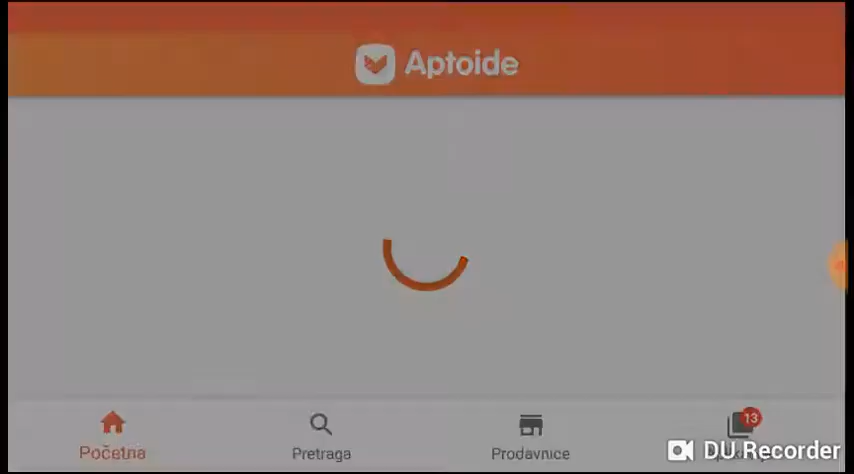 Aptoide
Početna
Pretraga
Prodavnice
13
DU Recorder